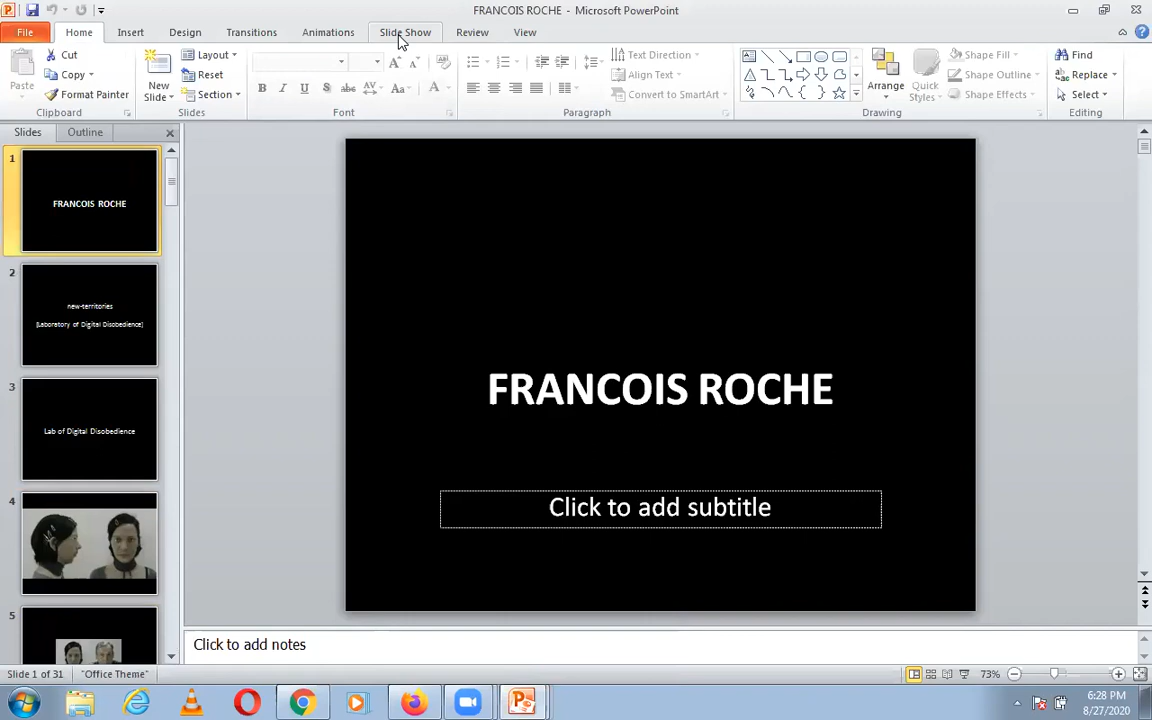 FRANCOIS ROCHE - Microsoft PowerPoint
File Home Insert Design Transitions Animations Slide Show Review View
Paste
Cut
Copy
Format Painter
Clipboard
New Slide
Layout
Reset
Section
Slides
Font
Text Direction
Align Text
Convert to SmartArt
Paragraph
Arrange
Quick Styles
Shape Fill
Shape Outline
Shape Effects
Drawing
Find
Replace
Select
Editing
Slides Outline
1
FRANCOIS ROCHE
2
new-territories
[Laboratory of Digital Disobedience]
3
Lab of Digital Disobedience
4
5
FRANCOIS ROCHE
Click to add subtitle
Click to add notes
Slide 1 of 31 "Office Theme" 73%
6:28 PM
8/27/2020